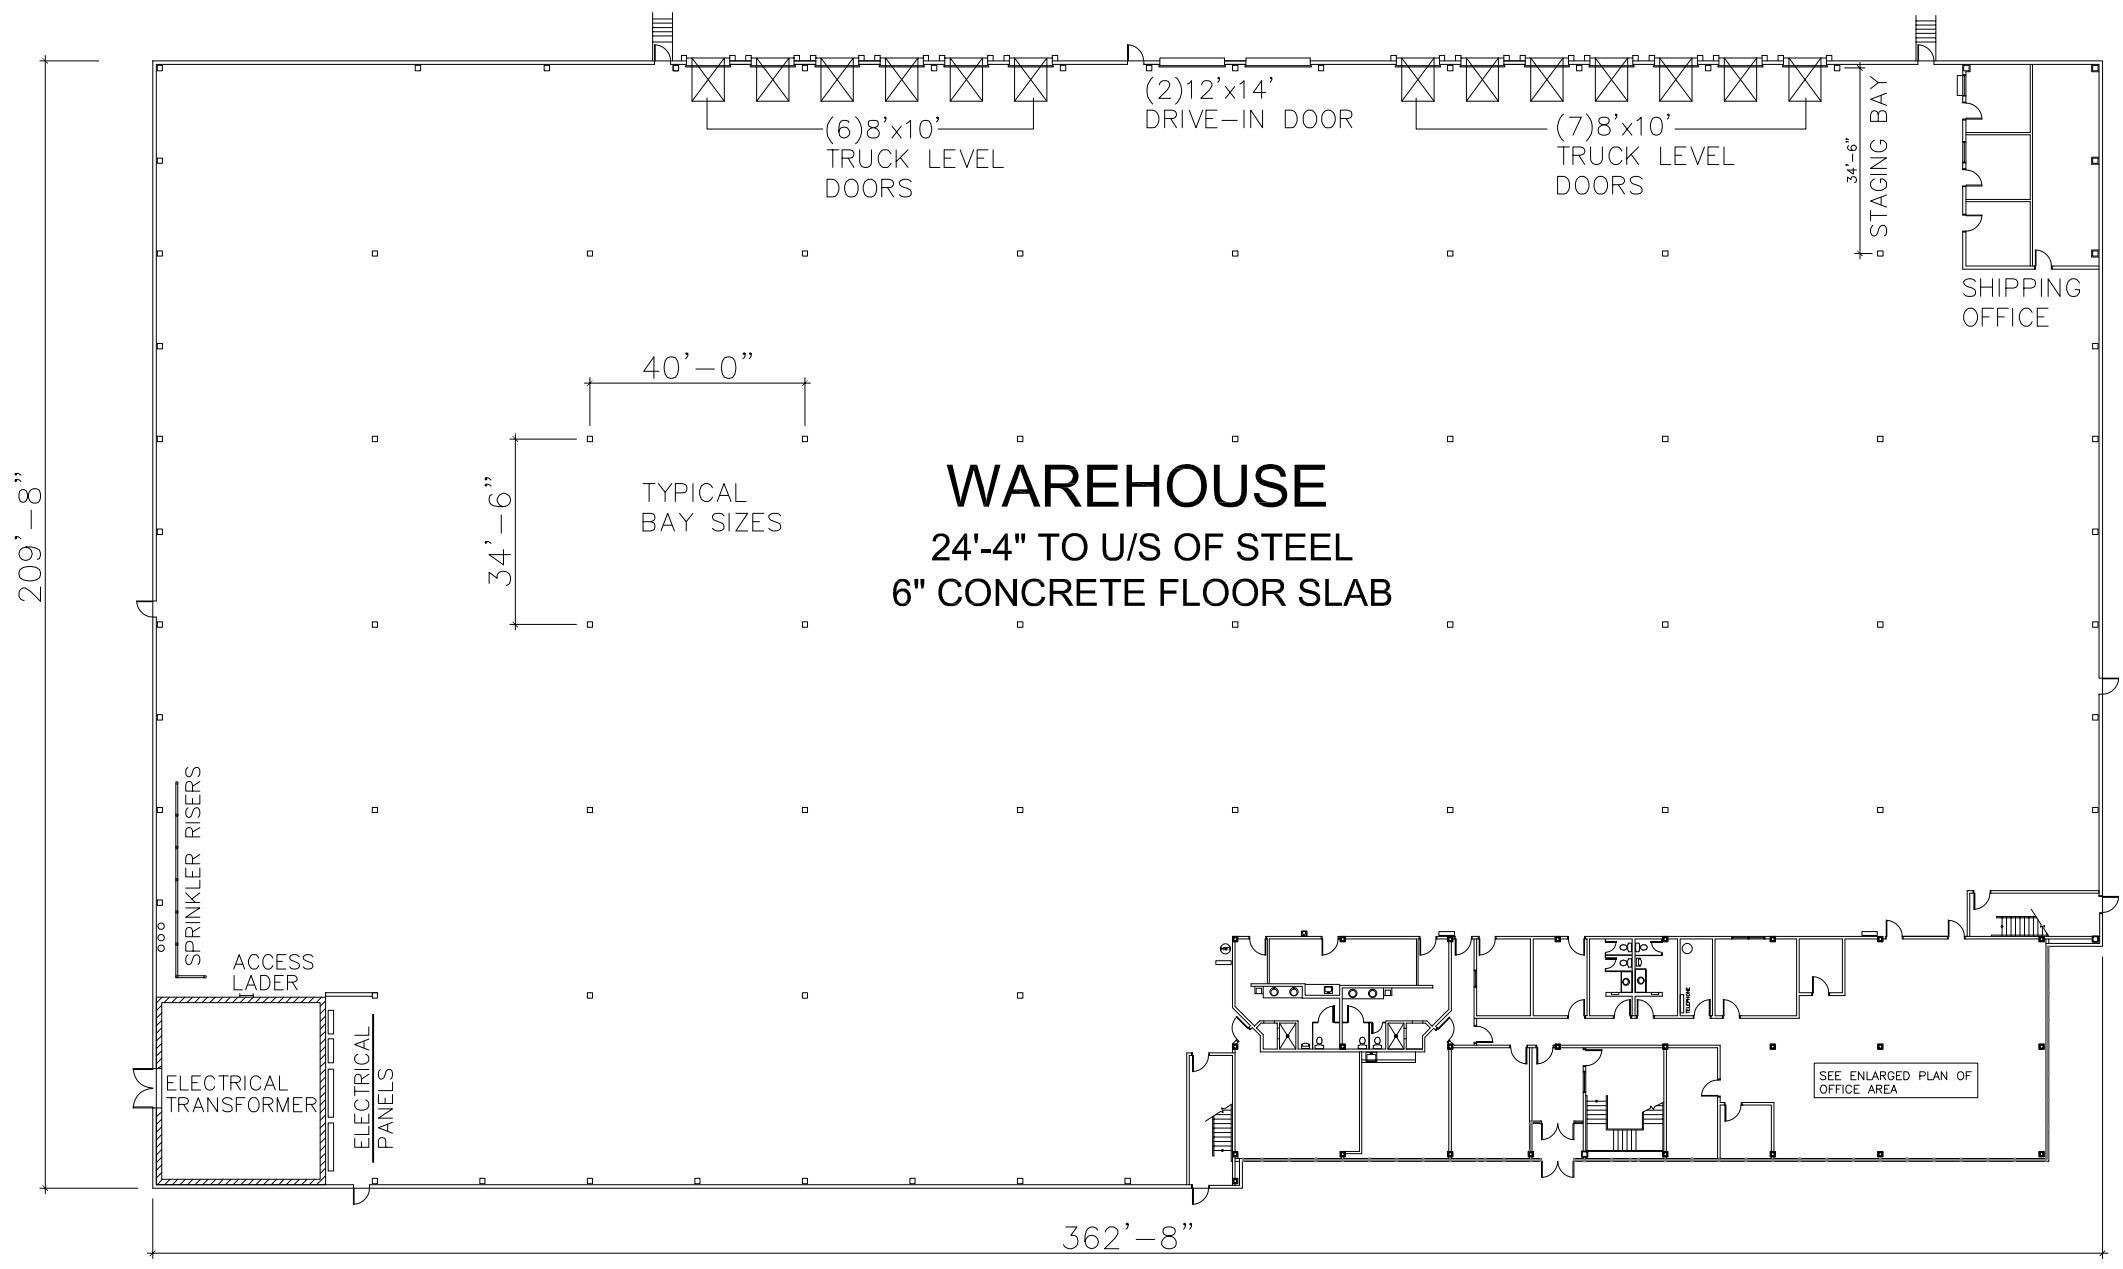 (6)8'x10'
TRUCK LEVEL
DOORS
(2)12'x14'
DRIVE-IN DOOR
(7)8'x10'
TRUCK LEVEL
DOORS
34'-6"
STAGING BAY
SHIPPING
OFFICE
40'-0"
34'-6"
TYPICAL
BAY SIZES
209'-8"
WAREHOUSE
24'-4" TO U/S OF STEEL
6" CONCRETE FLOOR SLAB
SPRINKLER RISERS
ACCESS
LADER
ELECTRICAL
TRANSFORMER
ELECTRICAL
PANELS
TELEPHONE
SEE ENLARGED PLAN OF
OFFICE AREA
362'-8"